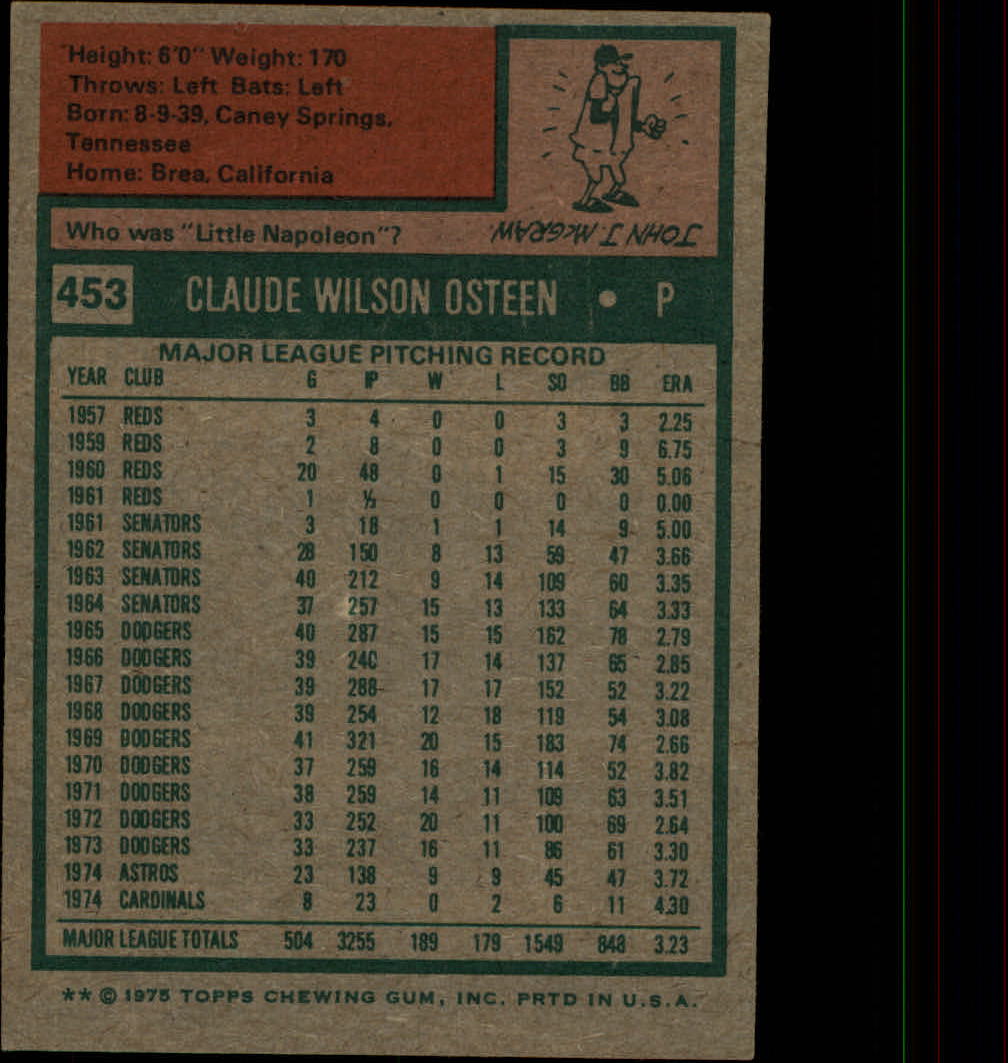 Height: 6'0" Weight: 170
Throws: Left Bats: Left
Born: 8-9-39, Caney Springs,
Tennessee
Home: Brea, California
Who was "Little Napoleon"?
JOHN J. McGRAW
453 CLAUDE WILSON OSTEEN • P
MAJOR LEAGUE PITCHING RECORD
YEAR CLUB G IP W L SO BB ERA
1957 REDS 3 4 0 0 3 3 2.25
1959 REDS 2 8 0 0 3 9 6.75
1960 REDS 20 48 0 1 15 30 5.06
1961 REDS 1 ⅓ 0 0 0 0 0.00
1961 SENATORS 3 18 1 1 14 9 5.00
1962 SENATORS 28 150 8 13 59 47 3.66
1963 SENATORS 40 212 9 14 109 60 3.35
1964 SENATORS 37 257 15 13 133 64 3.33
1965 DODGERS 40 287 15 15 162 78 2.79
1966 DODGERS 39 240 17 14 137 65 2.85
1967 DODGERS 39 288 17 17 152 52 3.22
1968 DODGERS 39 254 12 18 119 54 3.08
1969 DODGERS 41 321 20 15 183 74 2.66
1970 DODGERS 37 259 16 14 114 52 3.82
1971 DODGERS 38 259 14 11 109 63 3.51
1972 DODGERS 33 252 20 11 100 69 2.64
1973 DODGERS 33 237 16 11 86 61 3.30
1974 ASTROS 23 138 9 9 45 47 3.72
1974 CARDINALS 8 23 0 2 6 11 4.30
MAJOR LEAGUE TOTALS 504 3255 189 179 1549 848 3.23
** © 1975 TOPPS CHEWING GUM, INC. PRTD IN U.S.A.